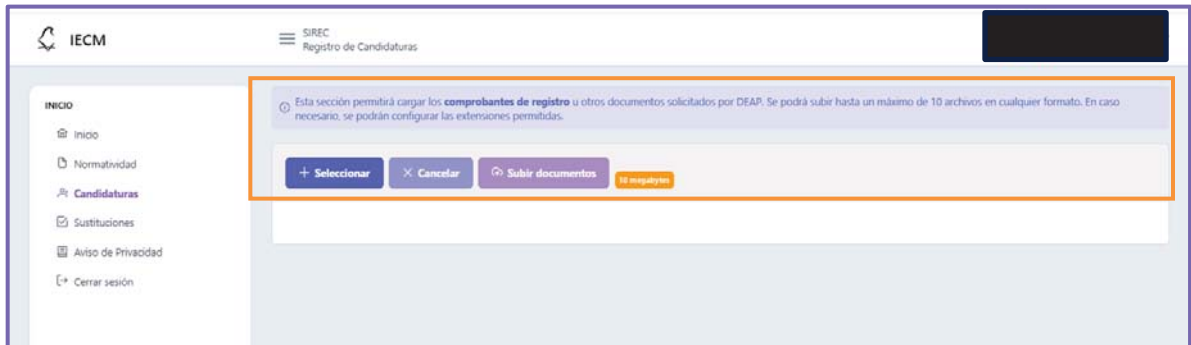 IECM
SIREC
Registro de Candidaturas
INICIO
Inicio
Normatividad
Candidaturas
Sustituciones
Aviso de Privacidad
Cerrar sesión
Esta sección permitirá cargar los comprobantes de registro u otros documentos solicitados por DEAP. Se podrá subir hasta un máximo de 10 archivos en cualquier formato. En caso
necesario, se podrán configurar las extensiones permitidas.
+ Seleccionar
× Cancelar
Subir documentos
10 megabytes